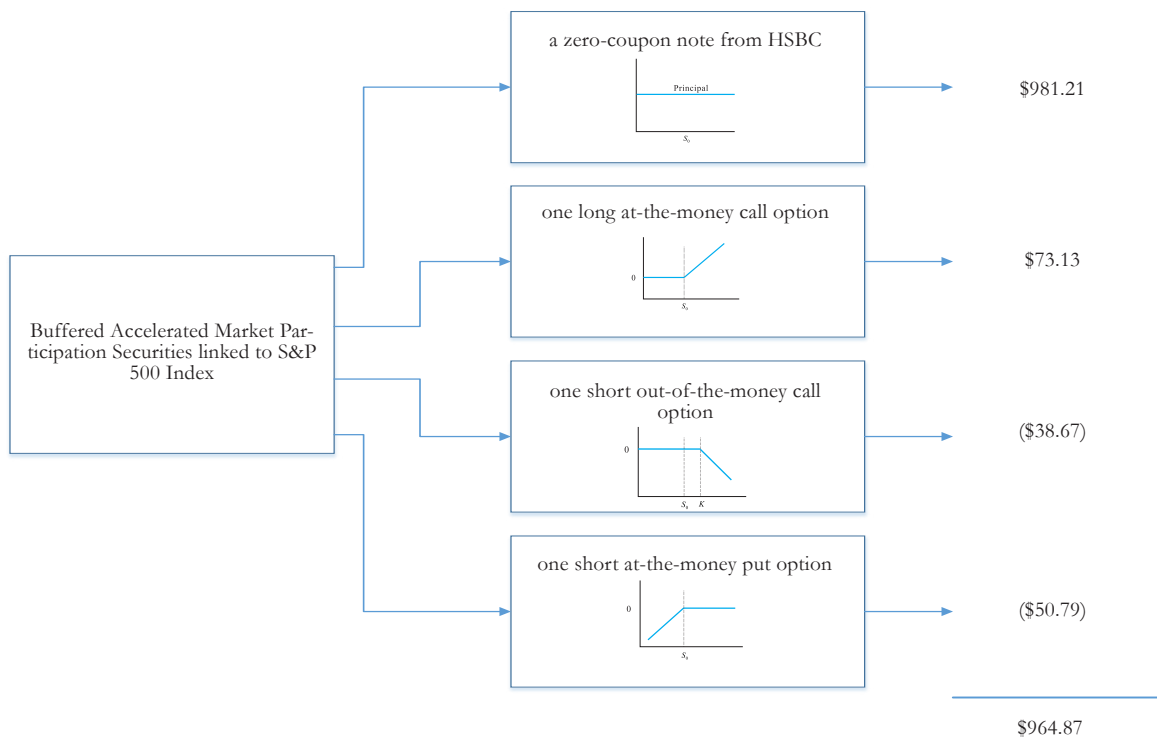 a zero-coupon note from HSBC
Principal
S₀
$981.21
one long at-the-money call option
0
S₀
$73.13
Buffered Accelerated Market Par-
ticipation Securities linked to S&P
500 Index
one short out-of-the-money call
option
0
S₀ K
($38.67)
one short at-the-money put option
0
S₀
($50.79)
$964.87